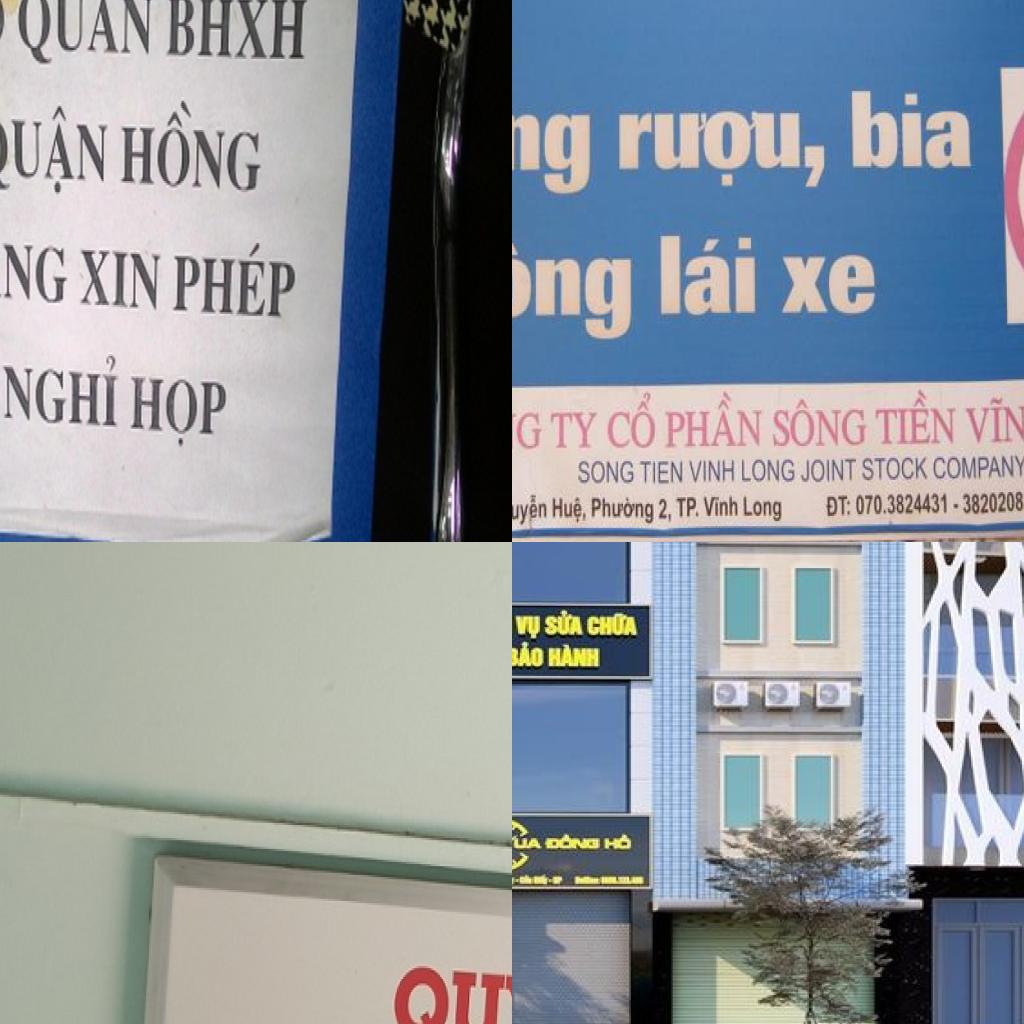 QUAN BHXH
QUẬN HỒNG
NG XIN PHÉP
NGHỈ HỌP
ng rượu, bia
ông lái xe
G TY CỔ PHẦN SÔNG TIỀN VĨN
SONG TIEN VINH LONG JOINT STOCK COMPANY
uyễn Huệ, Phường 2, TP. Vĩnh Long ĐT: 070.3824431 - 3820208
VỤ SỬA CHỮA
BẢO HÀNH
ỦA ĐỒNG HỒ
QU